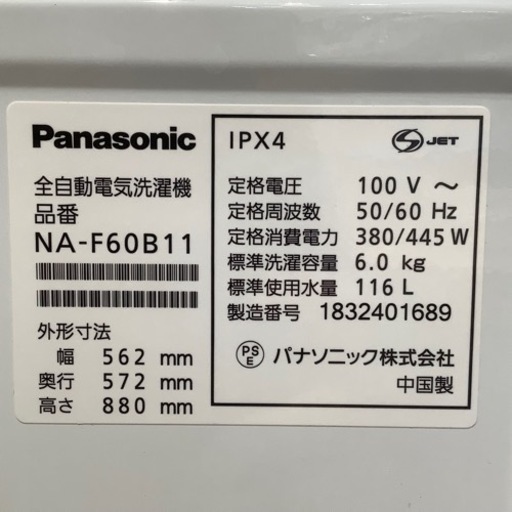 Panasonic
全自動電気洗濯機
品番
NA-F60B11
外形寸法
幅 562 mm
奥行 572 mm
高さ 880 mm
IPX4
S JET
定格電圧 100 V ～
定格周波数 50/60 Hz
定格消費電力 380/445 W
標準洗濯容量 6.0 kg
標準使用水量 116 L
製造番号 1832401689
PSE パナソニック株式会社
中国製